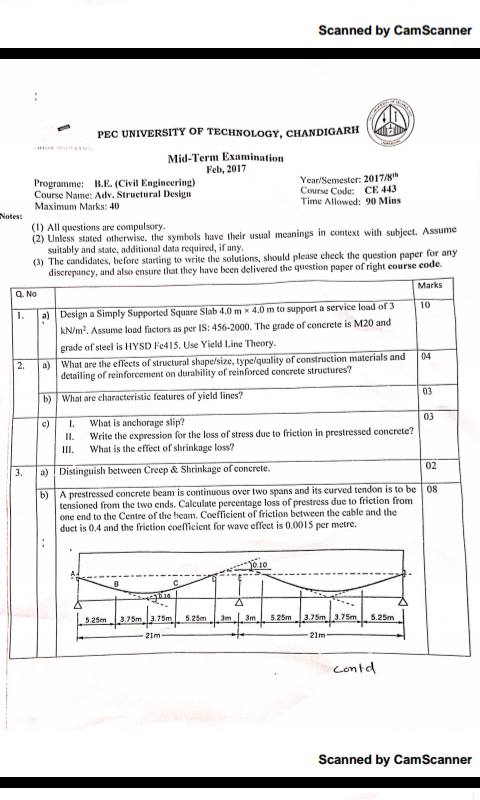 Scanned by CamScanner
PEC UNIVERSITY OF TECHNOLOGY, CHANDIGARH
Mid-Term Examination
Feb, 2017
Programme: B.E. (Civil Engineering)
Year/Semester: 2017/8th
Course Name: Adv. Structural Design
Course Code: CE 443
Maximum Marks: 40
Time Allowed: 90 Mins
Notes:
(1) All questions are compulsory.
(2) Unless stated otherwise, the symbols have their usual meanings in context with subject. Assume
suitably and state, additional data required, if any.
(3) The candidates, before starting to write the solutions, should please check the question paper for any
discrepancy, and also ensure that they have been delivered the question paper of right course code.
Q. No Marks
1. a) Design a Simply Supported Square Slab 4.0 m × 4.0 m to support a service load of 3 10
kN/m². Assume load factors as per IS: 456-2000. The grade of concrete is M20 and
grade of steel is HYSD Fe415. Use Yield Line Theory.
2. a) What are the effects of structural shape/size, type/quality of construction materials and 04
detailing of reinforcement on durability of reinforced concrete structures?
b) What are characteristic features of yield lines? 03
c) I. What is anchorage slip? 03
II. Write the expression for the loss of stress due to friction in prestressed concrete?
III. What is the effect of shrinkage loss?
3. a) Distinguish between Creep & Shrinkage of concrete. 02
b) A prestressed concrete beam is continuous over two spans and its curved tendon is to be 08
tensioned from the two ends. Calculate percentage loss of prestress due to friction from
one end to the Centre of the beam. Coefficient of friction between the cable and the
duct is 0.4 and the friction coefficient for wave effect is 0.0015 per metre.
0.10
A B C D E
0.16
5.25m 3.75m 3.75m 5.25m 3m 3m 5.25m 3.75m 3.75m 5.25m
21m 21m
contd
Scanned by CamScanner